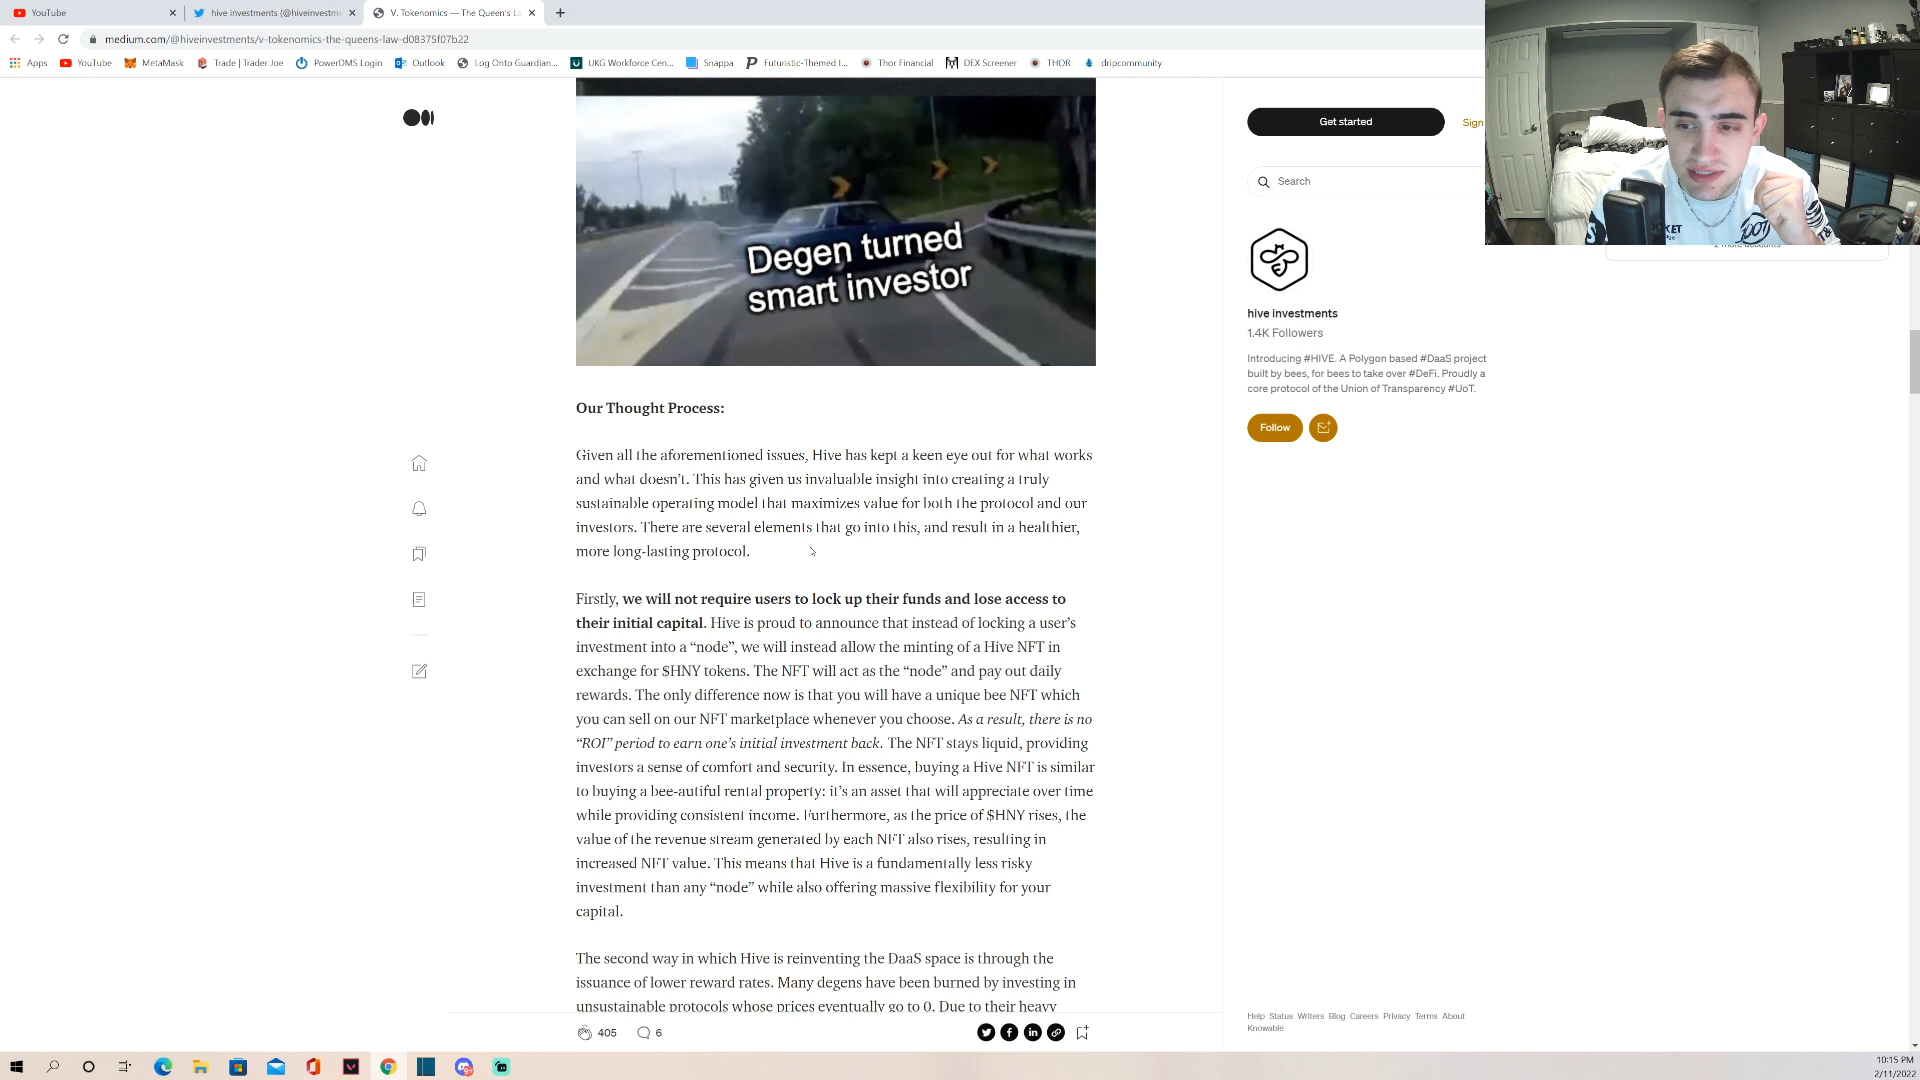 YouTube
hive investments (@hiveinvestme
V. Tokenomics — The Queen's La
medium.com/@hiveinvestments/v-tokenomics-the-queens-law-d08375f07b22
Apps
YouTube
MetaMask
Trade | Trader Joe
PowerDMS Login
Outlook
Log Onto Guardian...
UKG Workforce Cen...
Snappa
Futuristic-Themed I...
Thor Financial
DEX Screener
THOR
dripcommunity
Degen turned
smart investor
Our Thought Process:
Given all the aforementioned issues, Hive has kept a keen eye out for what works
and what doesn't. This has given us invaluable insight into creating a truly
sustainable operating model that maximizes value for both the protocol and our
investors. There are several elements that go into this, and result in a healthier,
more long-lasting protocol.
Firstly, we will not require users to lock up their funds and lose access to
their initial capital. Hive is proud to announce that instead of locking a user's
investment into a “node”, we will instead allow the minting of a Hive NFT in
exchange for $HNY tokens. The NFT will act as the “node” and pay out daily
rewards. The only difference now is that you will have a unique bee NFT which
you can sell on our NFT marketplace whenever you choose. As a result, there is no
“ROI” period to earn one's initial investment back. The NFT stays liquid, providing
investors a sense of comfort and security. In essence, buying a Hive NFT is similar
to buying a bee-autiful rental property: it's an asset that will appreciate over time
while providing consistent income. Furthermore, as the price of $HNY rises, the
value of the revenue stream generated by each NFT also rises, resulting in
increased NFT value. This means that Hive is a fundamentally less risky
investment than any “node” while also offering massive flexibility for your
capital.
The second way in which Hive is reinventing the DaaS space is through the
issuance of lower reward rates. Many degens have been burned by investing in
unsustainable protocols whose prices eventually go to 0. Due to their heavy
405
6
Get started
Sign
Search
hive investments
1.4K Followers
Introducing #HIVE. A Polygon based #DaaS project
built by bees, for bees to take over #DeFi. Proudly a
core protocol of the Union of Transparency #UoT.
Follow
Help Status Writers Blog Careers Privacy Terms About
Knowable
10:15 PM
2/11/2022